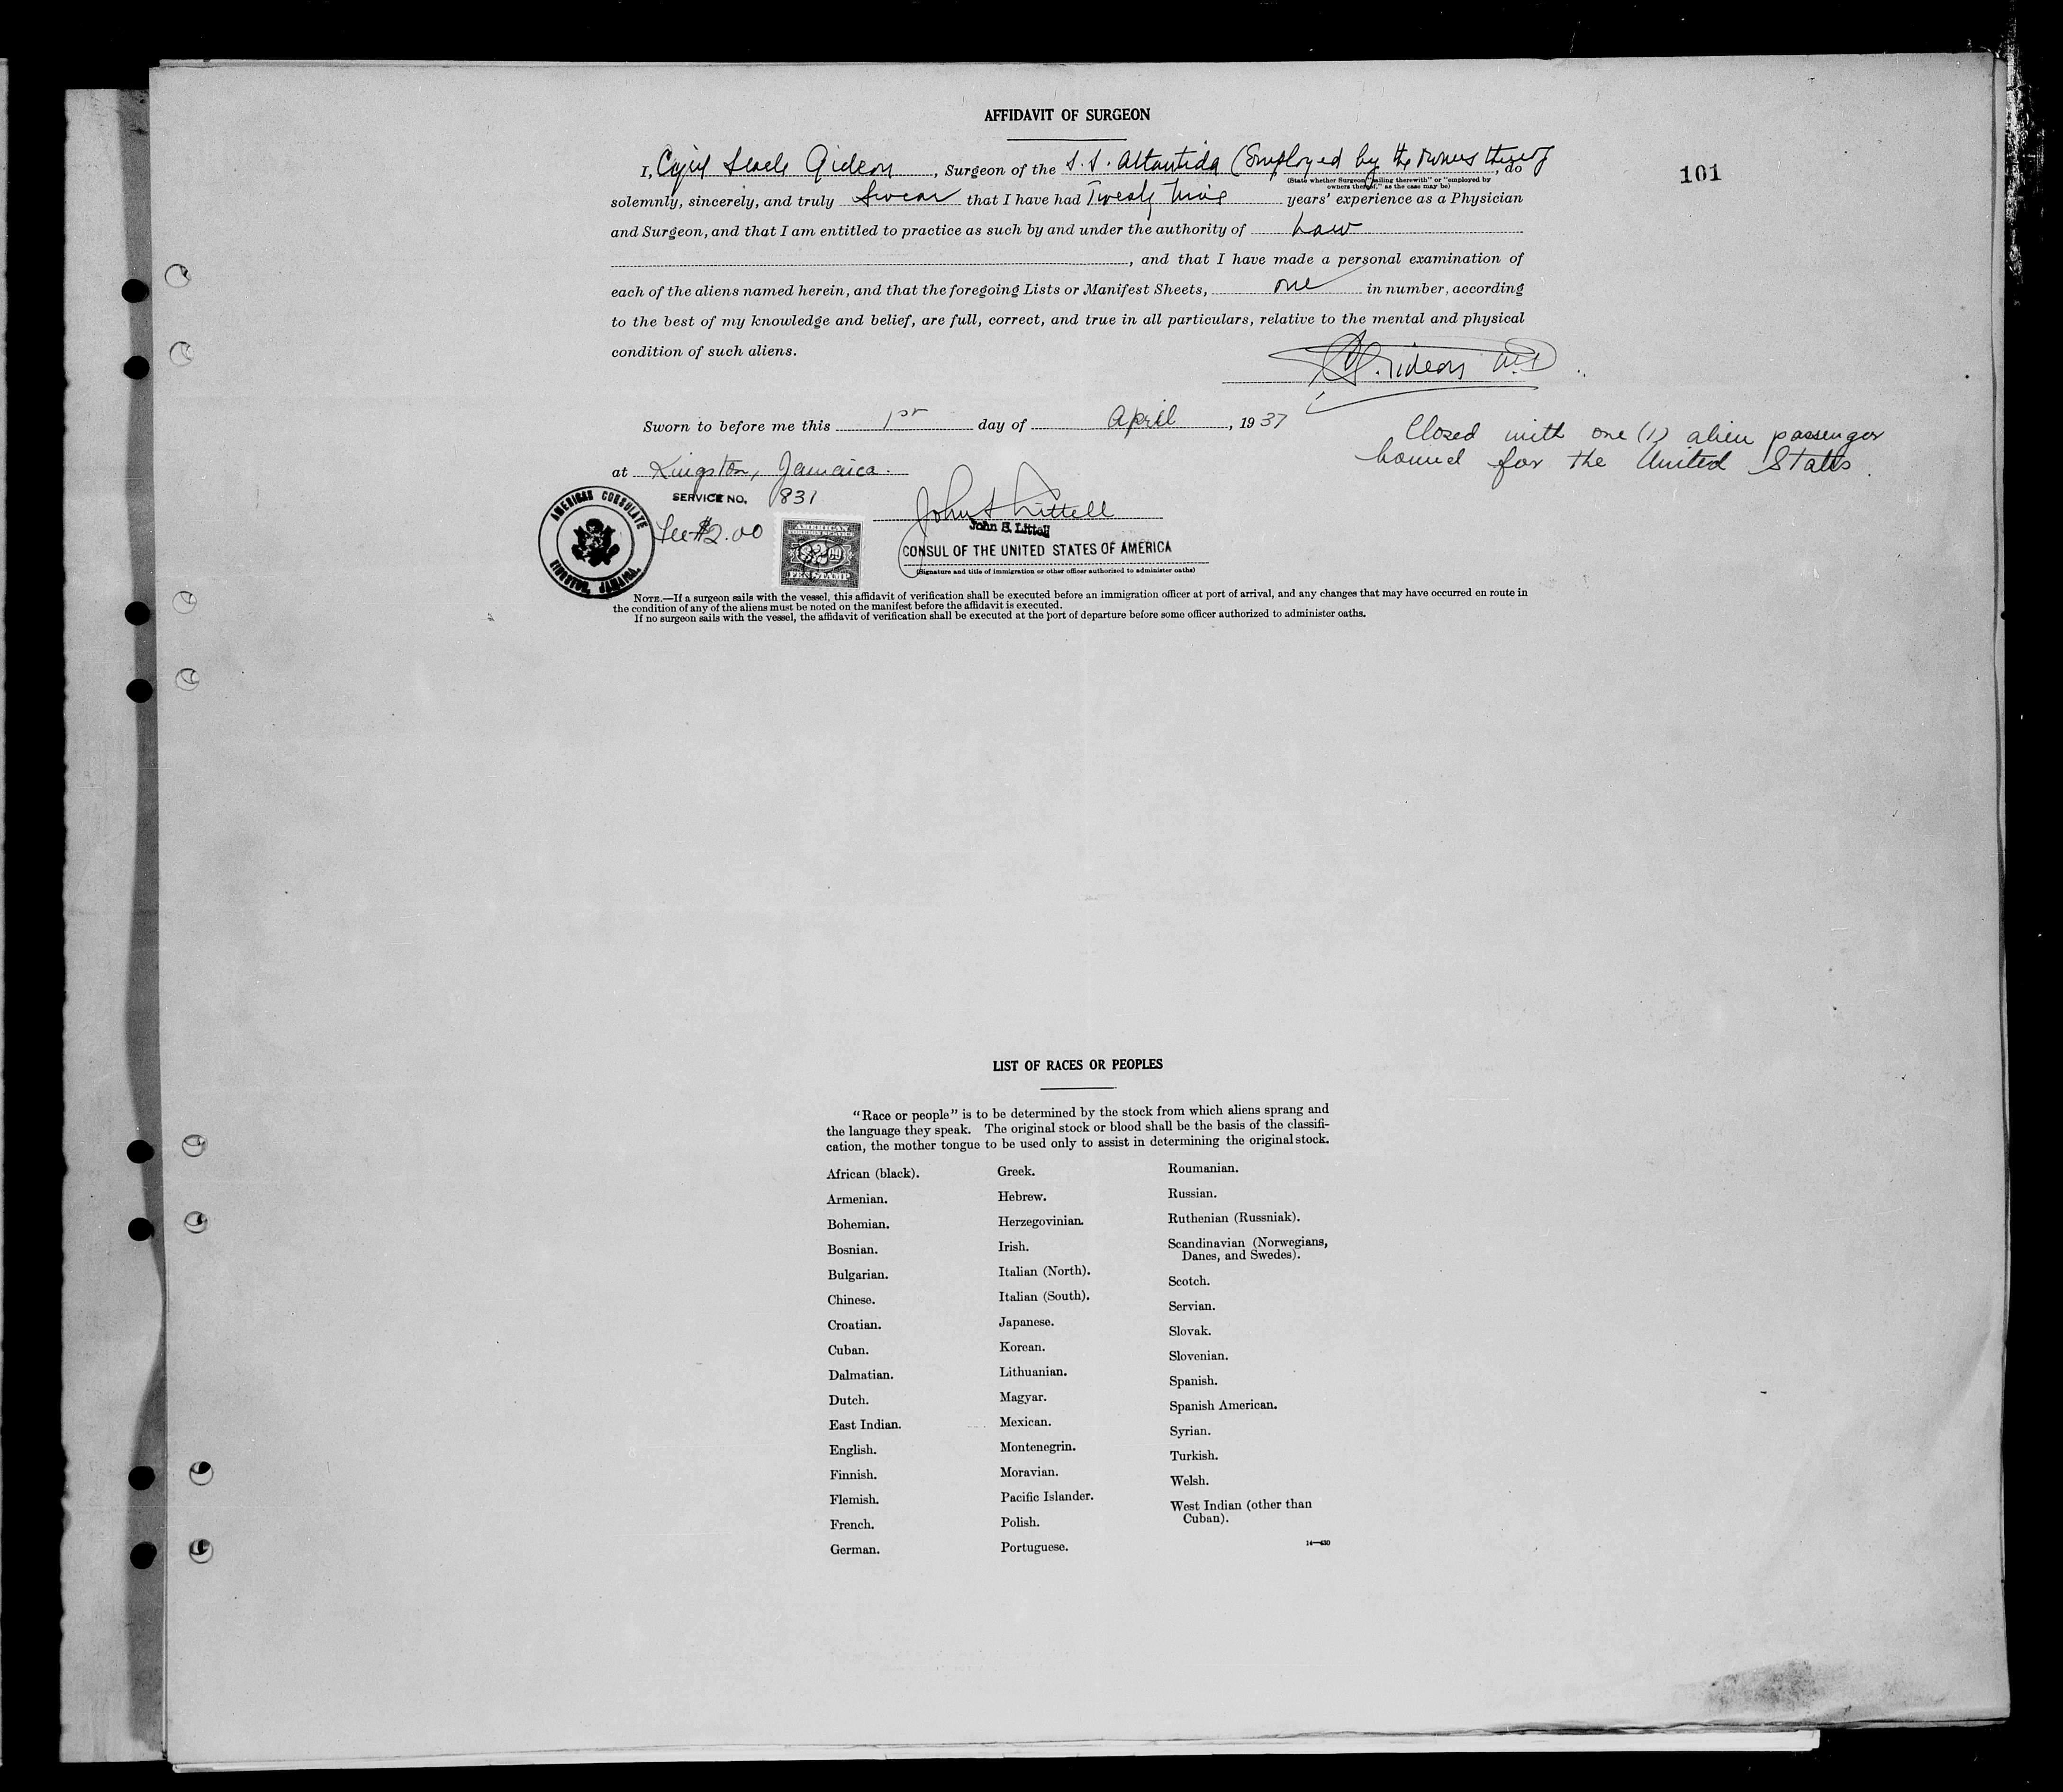 AFFIDAVIT OF SURGEON
101
I, Cyril Gideon, Surgeon of the S.S. Atlantida (Employed by the owners thereof, do
(State whether Surgeon "sailing therewith" or "employed by
owners thereof," as the case may be)
solemnly, sincerely, and truly Swear that I have had Twenty Nine years' experience as a Physician
and Surgeon, and that I am entitled to practice as such by and under the authority of Law
, and that I have made a personal examination of
each of the aliens named herein, and that the foregoing Lists or Manifest Sheets, one in number, according
to the best of my knowledge and belief, are full, correct, and true in all particulars, relative to the mental and physical
condition of such aliens.
Gideon M.D
Sworn to before me this 1st day of April, 1937
Closed with one (1) alien passenger
bound for the United States.
at Kingston, Jamaica.
SERVICE NO. 831
AMERICAN CONSULATE
KINGSTON, JAMAICA.
Fee $2.00
AMERICAN
FOREIGN SERVICE
FEE STAMP
John S Littell
John S. Littell
CONSUL OF THE UNITED STATES OF AMERICA
(Signature and title of immigration or other officer authorized to administer oaths)
NOTE.—If a surgeon sails with the vessel, this affidavit of verification shall be executed before an immigration officer at port of arrival, and any changes that may have occurred en route in
the condition of any of the aliens must be noted on the manifest before the affidavit is executed.
If no surgeon sails with the vessel, the affidavit of verification shall be executed at the port of departure before some officer authorized to administer oaths.
LIST OF RACES OR PEOPLES
"Race or people" is to be determined by the stock from which aliens sprang and
the language they speak. The original stock or blood shall be the basis of the classifi-
cation, the mother tongue to be used only to assist in determining the original stock.
African (black).
Armenian.
Bohemian.
Bosnian.
Bulgarian.
Chinese.
Croatian.
Cuban.
Dalmatian.
Dutch.
East Indian.
English.
Finnish.
Flemish.
French.
German.
Greek.
Hebrew.
Herzegovinian.
Irish.
Italian (North).
Italian (South).
Japanese.
Korean.
Lithuanian.
Magyar.
Mexican.
Montenegrin.
Moravian.
Pacific Islander.
Polish.
Portuguese.
Roumanian.
Russian.
Ruthenian (Russniak).
Scandinavian (Norwegians,
Danes, and Swedes).
Scotch.
Servian.
Slovak.
Slovenian.
Spanish.
Spanish American.
Syrian.
Turkish.
Welsh.
West Indian (other than
Cuban).
14—430